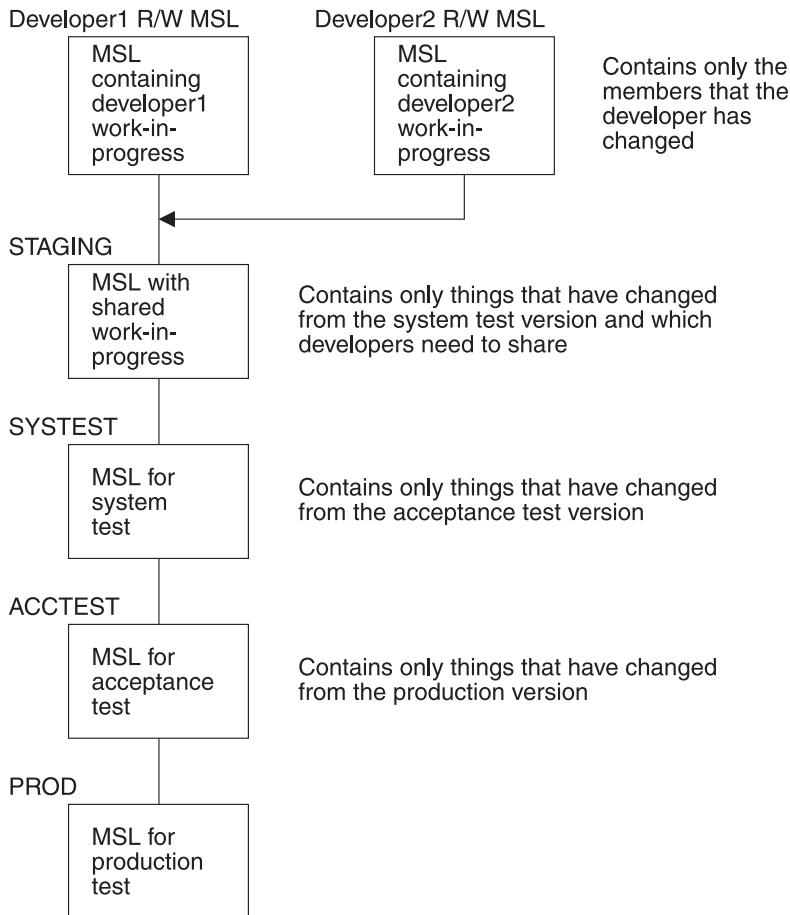 Developer1 R/W MSL
Developer2 R/W MSL
MSL
containing
developer1
work-in-
progress
MSL
containing
developer2
work-in-
progress
Contains only the
members that the
developer has
changed
STAGING
MSL with
shared
work-in-
progress
Contains only things that have changed
from the system test version and which
developers need to share
SYSTEST
MSL for
system
test
Contains only things that have changed
from the acceptance test version
ACCTEST
MSL for
acceptance
test
Contains only things that have changed
from the production version
PROD
MSL for
production
test